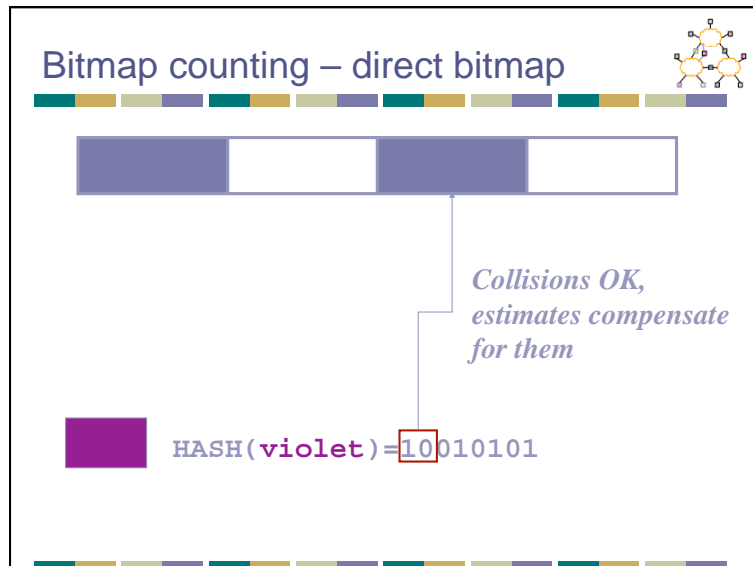 Bitmap counting – direct bitmap
Collisions OK,
estimates compensate
for them
HASH(violet)=10010101